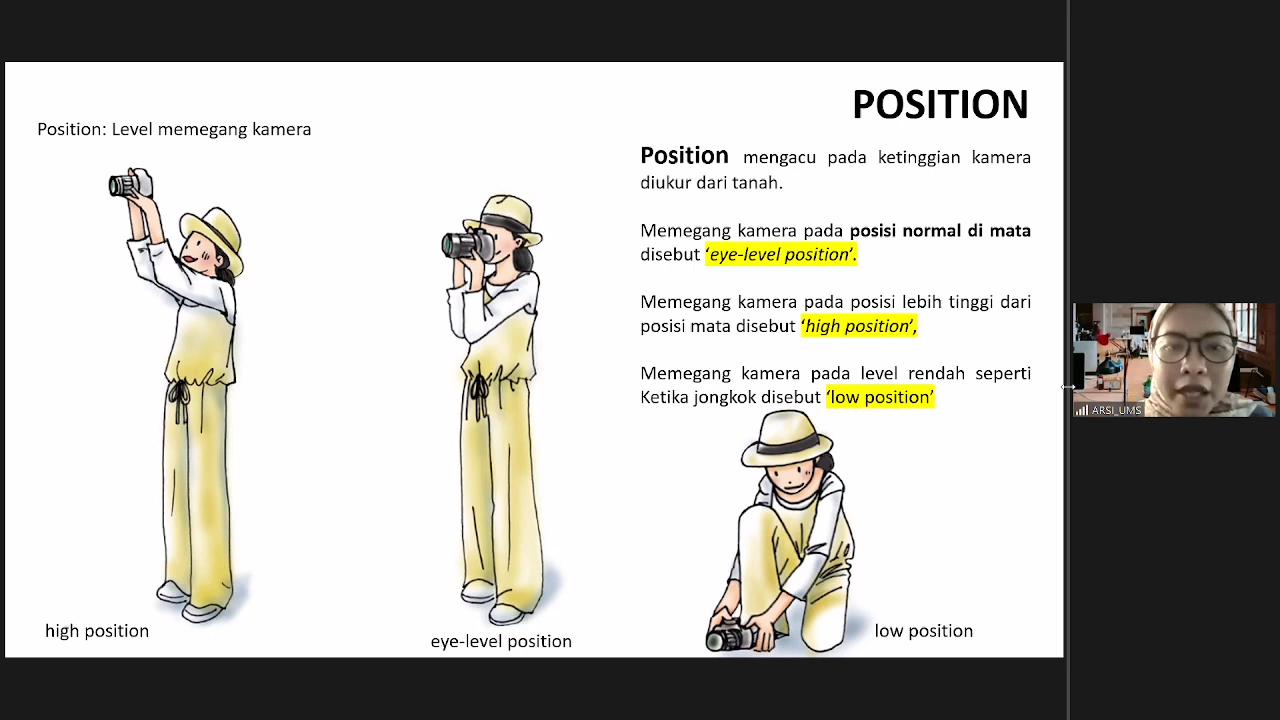 POSITION
Position: Level memegang kamera
Position mengacu pada ketinggian kamera
diukur dari tanah.
Memegang kamera pada posisi normal di mata
disebut ‘eye-level position’.
Memegang kamera pada posisi lebih tinggi dari
posisi mata disebut ‘high position’,
Memegang kamera pada level rendah seperti
Ketika jongkok disebut ‘low position’
high position
eye-level position
low position
ARSI_UMS